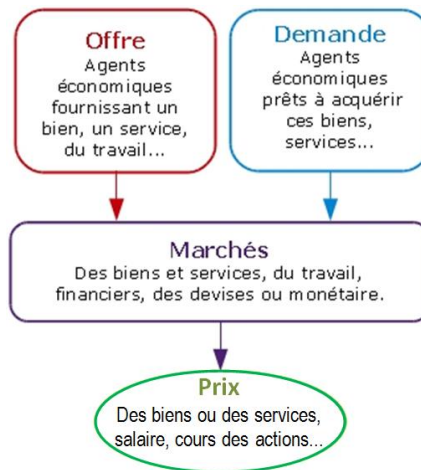 Offre
Agents
économiques
fournissant un
bien, un service,
du travail...
Demande
Agents
économiques
prêts à acquérir
ces biens,
services...
Marchés
Des biens et services, du travail,
financiers, des devises ou monétaire.
Prix
Des biens ou des services,
salaire, cours des actions...